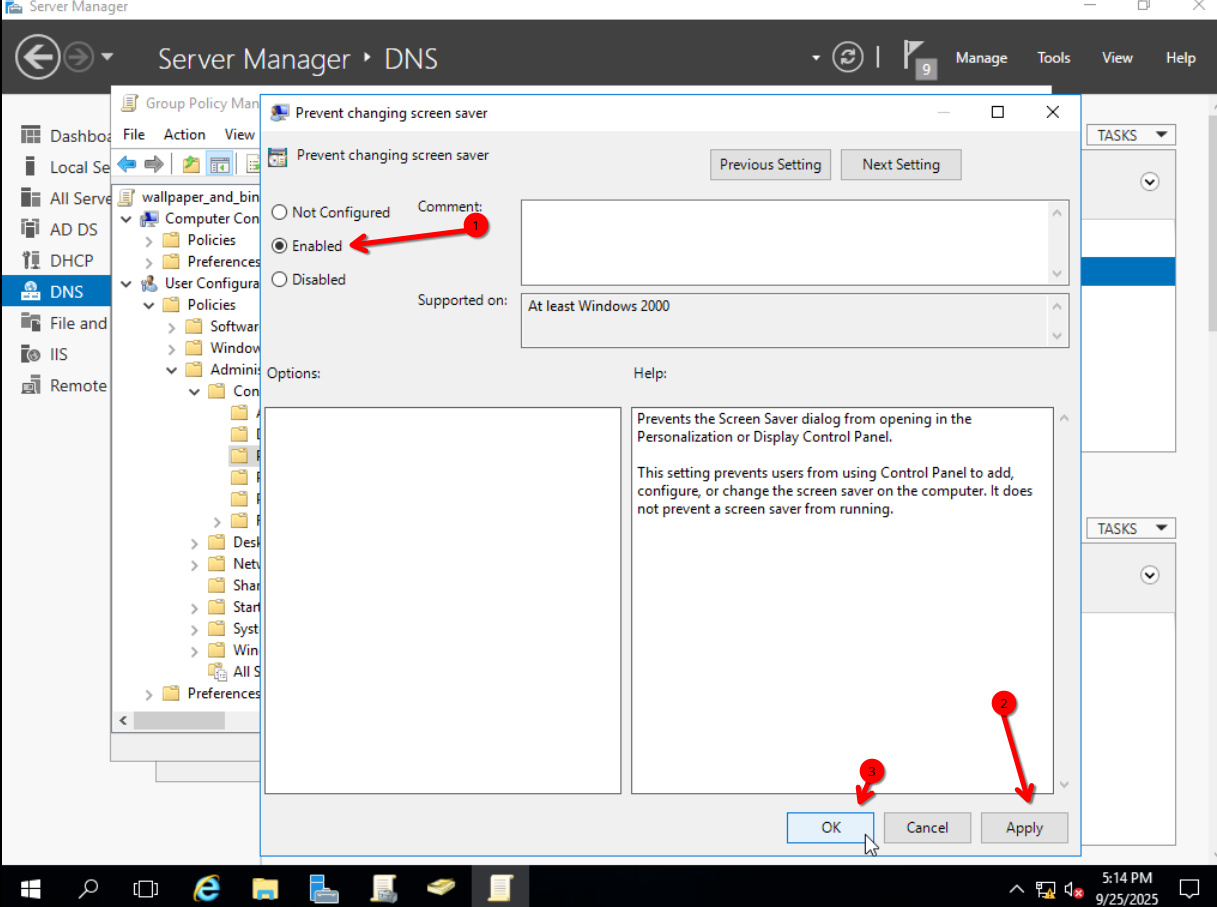 Server Manager
Server Manager • DNS
9
Manage
Tools
View
Help
Dashboa
Local Se
All Serve
AD DS
DHCP
DNS
File and
IIS
Remote
Group Policy Man
File Action View
wallpaper_and_bin
Computer Con
Policies
Preferences
User Configura
Policies
Softwar
Window
Adminis
Con
Desk
Netw
Shar
Start
Syst
Win
All S
Preferences
Prevent changing screen saver
Prevent changing screen saver
Previous Setting
Next Setting
Not Configured
Enabled
Disabled
Comment:
1
Supported on:
At least Windows 2000
Options:
Help:
Prevents the Screen Saver dialog from opening in the
Personalization or Display Control Panel.
This setting prevents users from using Control Panel to add,
configure, or change the screen saver on the computer. It does
not prevent a screen saver from running.
2
3
OK
Cancel
Apply
TASKS
TASKS
5:14 PM
9/25/2025